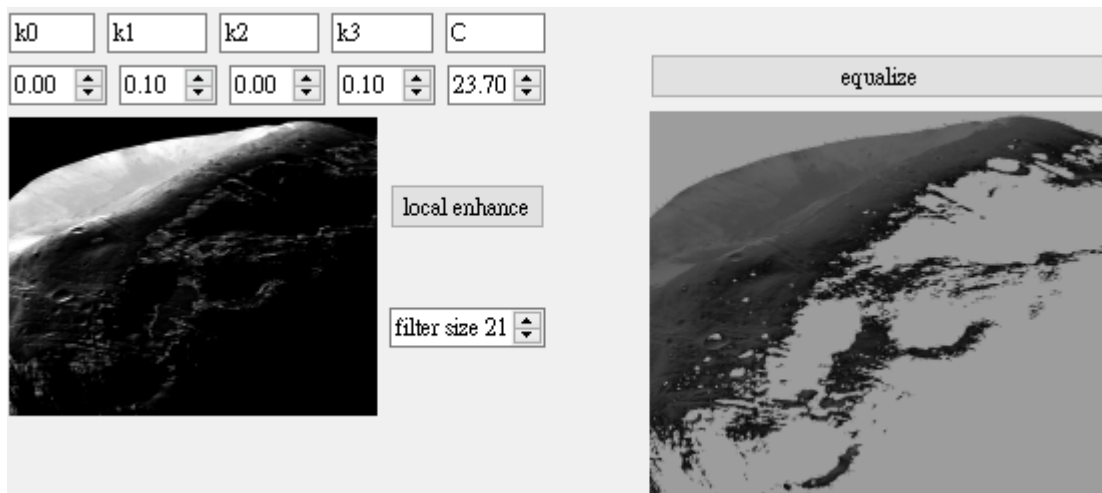 k0 k1 k2 k3 C
0.00 0.10 0.00 0.10 23.70
equalize
local enhance
filter size 21